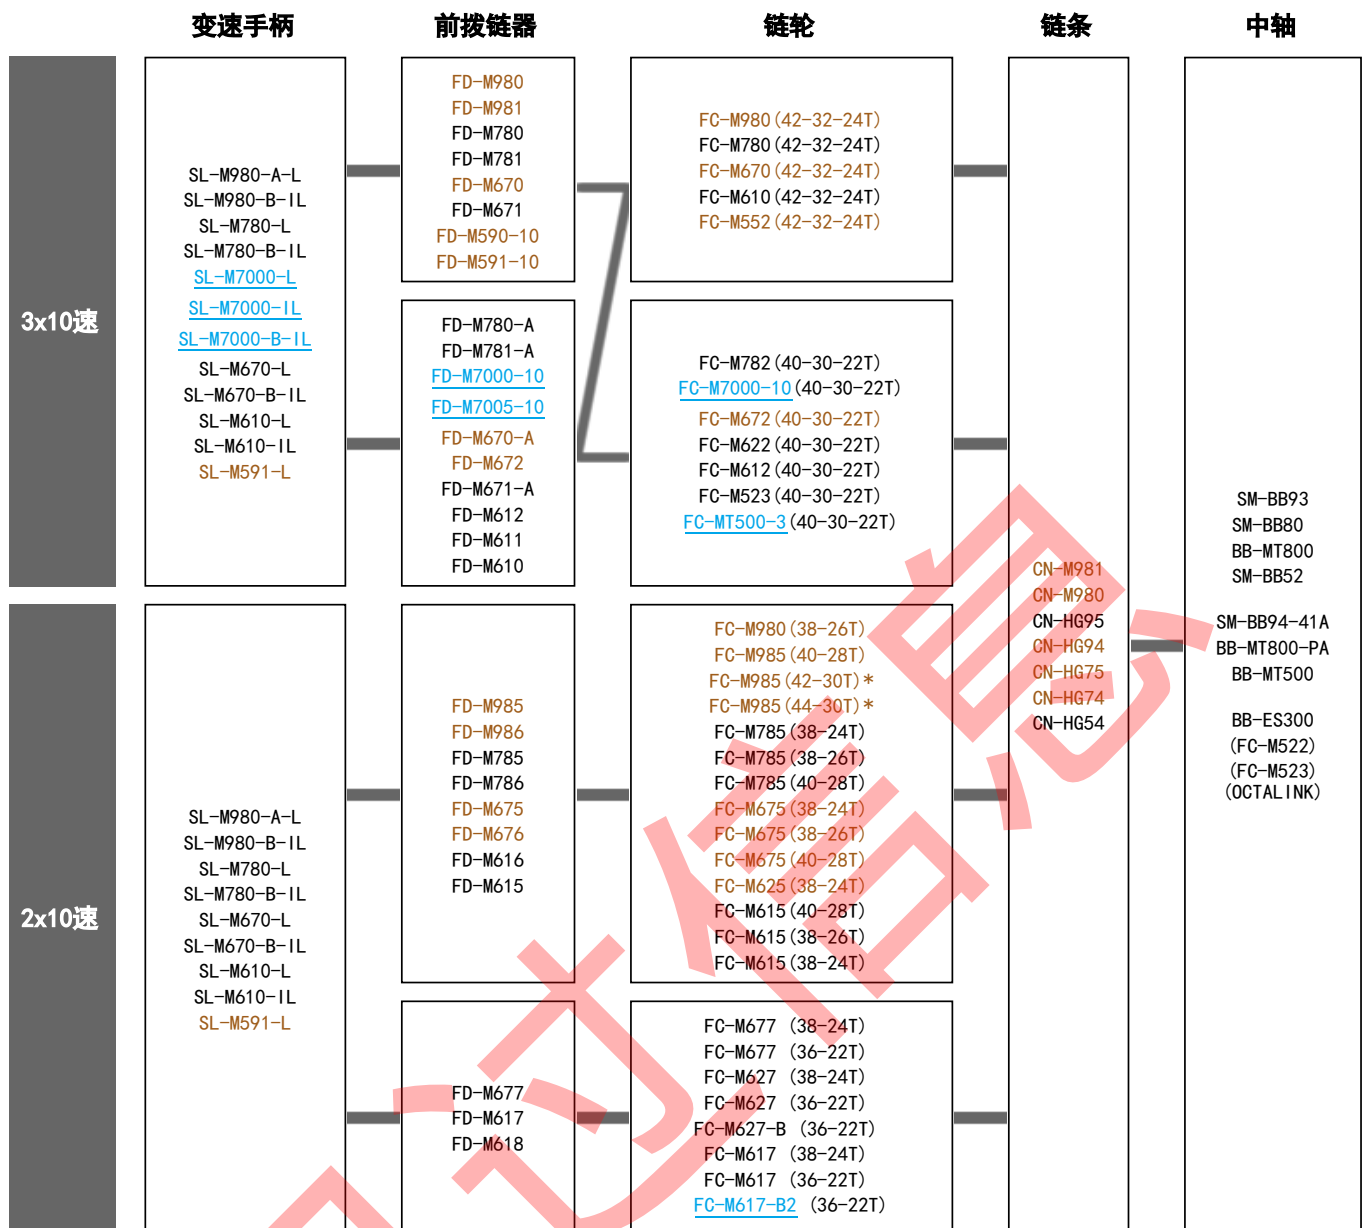 变速手柄 前拨链器 链轮 链条 中轴
3x10速
SL-M980-A-L
SL-M980-B-IL
SL-M780-L
SL-M780-B-IL
SL-M7000-L
SL-M7000-IL
SL-M7000-B-IL
SL-M670-L
SL-M670-B-IL
SL-M610-L
SL-M610-IL
SL-M591-L
FD-M980
FD-M981
FD-M780
FD-M781
FD-M670
FD-M671
FD-M590-10
FD-M591-10
FC-M980(42-32-24T)
FC-M780(42-32-24T)
FC-M670(42-32-24T)
FC-M610(42-32-24T)
FC-M552(42-32-24T)
FD-M780-A
FD-M781-A
FD-M7000-10
FD-M7005-10
FD-M670-A
FD-M672
FD-M671-A
FD-M612
FD-M611
FD-M610
FC-M782(40-30-22T)
FC-M7000-10(40-30-22T)
FC-M672(40-30-22T)
FC-M622(40-30-22T)
FC-M612(40-30-22T)
FC-M523(40-30-22T)
FC-MT500-3(40-30-22T)
2x10速
SL-M980-A-L
SL-M980-B-IL
SL-M780-L
SL-M780-B-IL
SL-M670-L
SL-M670-B-IL
SL-M610-L
SL-M610-IL
SL-M591-L
FD-M985
FD-M986
FD-M785
FD-M786
FD-M675
FD-M676
FD-M616
FD-M615
FC-M980(38-26T)
FC-M985(40-28T)
FC-M985(42-30T)*
FC-M985(44-30T)*
FC-M785(38-24T)
FC-M785(38-26T)
FC-M785(40-28T)
FC-M675(38-24T)
FC-M675(38-26T)
FC-M675(40-28T)
FC-M625(38-24T)
FC-M615(40-28T)
FC-M615(38-26T)
FC-M615(38-24T)
FD-M677
FD-M617
FD-M618
FC-M677 (38-24T)
FC-M677 (36-22T)
FC-M627 (38-24T)
FC-M627 (36-22T)
FC-M627-B (36-22T)
FC-M617 (38-24T)
FC-M617 (36-22T)
FC-M617-B2 (36-22T)
CN-M981
CN-M980
CN-HG95
CN-HG94
CN-HG75
CN-HG74
CN-HG54
SM-BB93
SM-BB80
BB-MT800
SM-BB52
SM-BB94-41A
BB-MT800-PA
BB-MT500
BB-ES300
(FC-M522)
(FC-M523)
(OCTALINK)
过信息